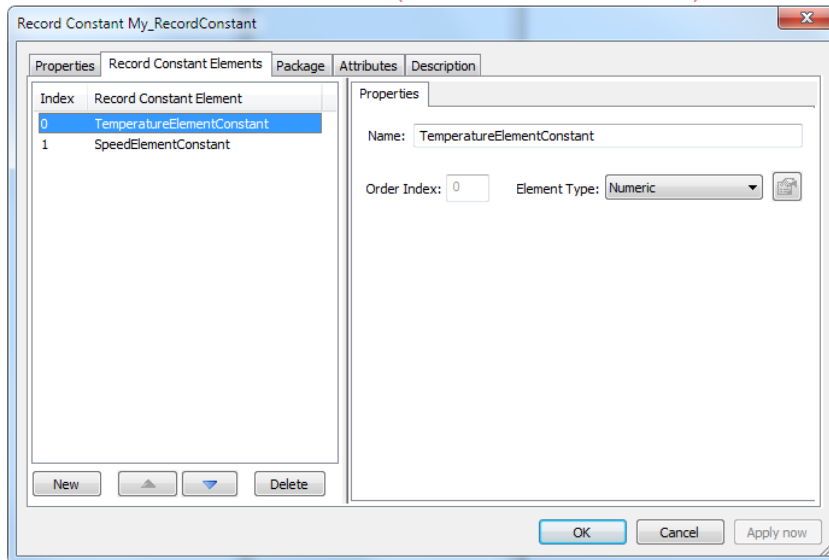 Record Constant My_RecordConstant
Properties Record Constant Elements Package Attributes Description
Index Record Constant Element
0 TemperatureElementConstant
1 SpeedElementConstant
New Delete
Properties
Name: TemperatureElementConstant
Order Index: 0 Element Type: Numeric
OK Cancel Apply now